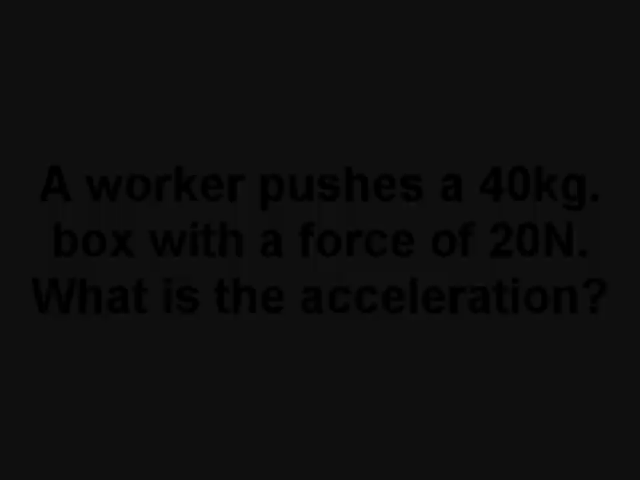 A worker pushes a 40kg.
box with a force of 20N.
What is the acceleration?